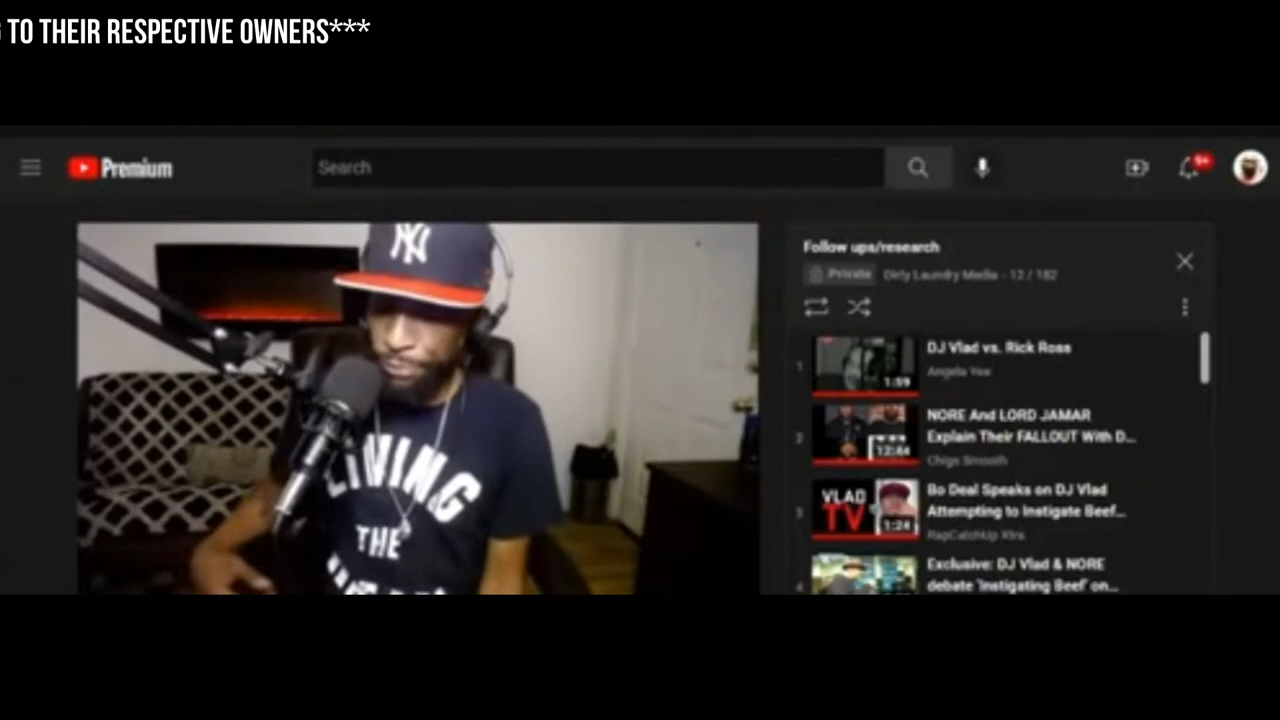 TO THEIR RESPECTIVE OWNERS***
Premium
Search
9+
NY
LIVING
THE
Follow ups/research
Private
Dirty Laundry Media - 12 / 182
1
DJ Vlad vs. Rick Ross
Angela Yee
1:59
2
NORE And LORD JAMAR
Explain Their FALLOUT With D...
Chigs Smooth
12:44
3
VLAD
TV
1:24
Bo Deal Speaks on DJ Vlad
Attempting to Instigate Beef...
RapCatchUp Xtra
4
Exclusive: DJ Vlad & NORE
debate 'Instigating Beef' on...